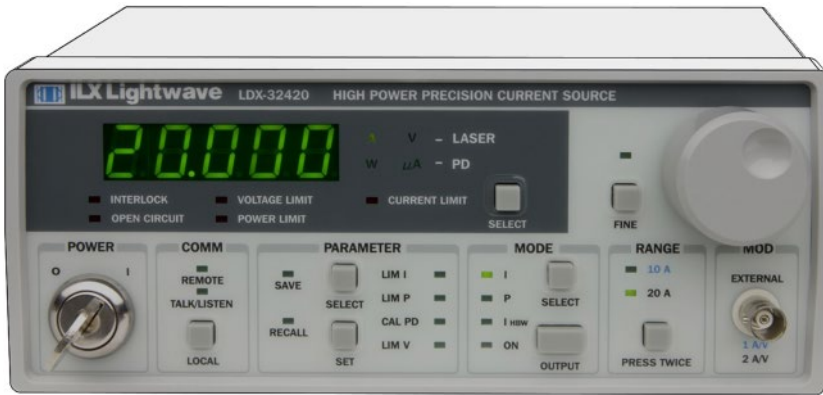 ILX Lightwave LDX-32420 HIGH POWER PRECISION CURRENT SOURCE
20.000
A V – LASER
W μA – PD
INTERLOCK VOLTAGE LIMIT CURRENT LIMIT
OPEN CIRCUIT POWER LIMIT
SELECT
FINE
POWER COMM PARAMETER MODE RANGE MOD
O I
REMOTE
TALK/LISTEN
LOCAL
SAVE
SELECT
RECALL
SET
LIM I
LIM P
CAL PD
LIM V
I
P
I HBW
ON
SELECT
OUTPUT
10 A
20 A
PRESS TWICE
EXTERNAL
1 A/V
2 A/V